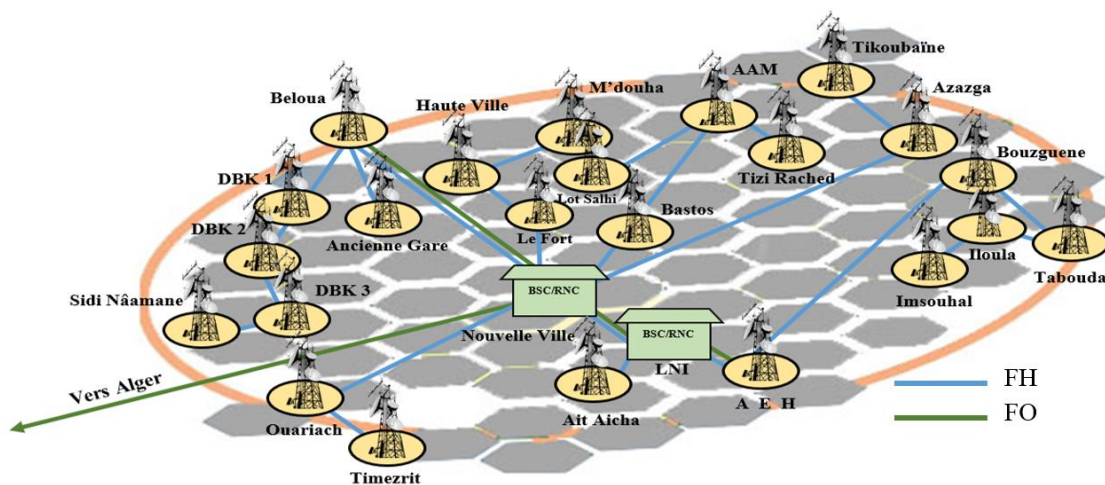 Tikoubaïne
AAM
M'douha
Azazga
Haute Ville
Beloua
Bouzguene
DBK 1
Tizi Rached
Lot Salhi
Bastos
DBK 2
Ancienne Gare
Le Fort
Iloula
Tabouda
Imsouhal
BSC/RNC
DBK 3
Sidi Nâamane
Nouvelle Ville
BSC/RNC
LNI
Vers Alger
FH
A E H
Ait Aicha
FO
Ouariach
Timezrit